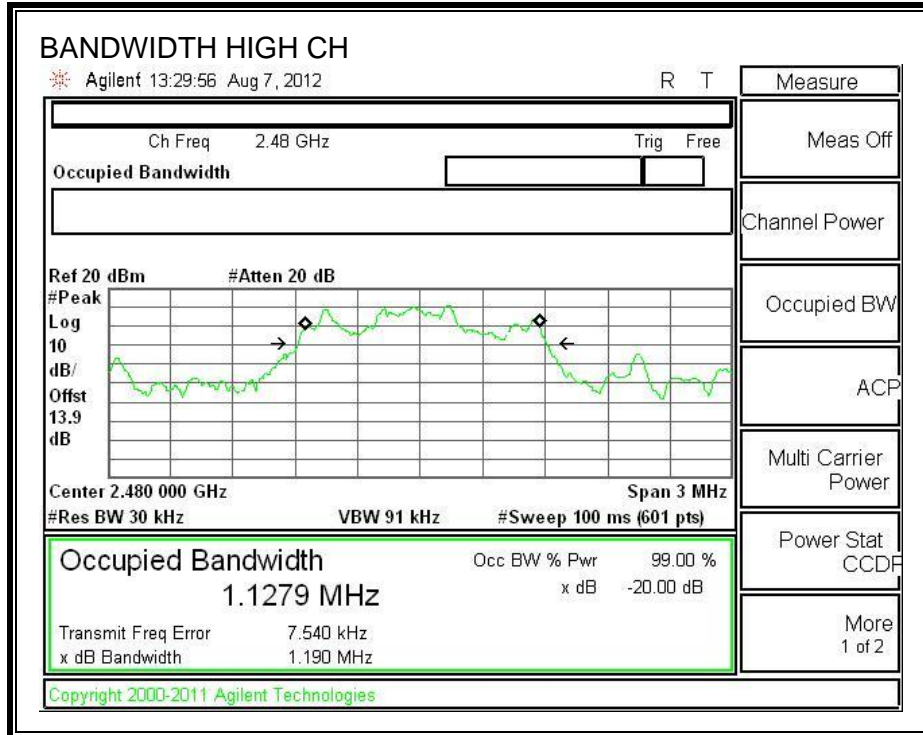 BANDWIDTH HIGH CH
Agilent 13:29:56 Aug 7, 2012 R T
Measure
Ch Freq 2.48 GHz Trig Free
Occupied Bandwidth
Meas Off
Channel Power
Occupied BW
ACP
Multi Carrier
Power
Power Stat
CCDF
More
1 of 2
Ref 20 dBm #Atten 20 dB
#Peak
Log
10
dB/
Offst
13.9
dB
Center 2.480 000 GHz Span 3 MHz
#Res BW 30 kHz VBW 91 kHz #Sweep 100 ms (601 pts)
Occupied Bandwidth
1.1279 MHz
Occ BW % Pwr 99.00 %
x dB -20.00 dB
Transmit Freq Error 7.540 kHz
x dB Bandwidth 1.190 MHz
Copyright 2000-2011 Agilent Technologies